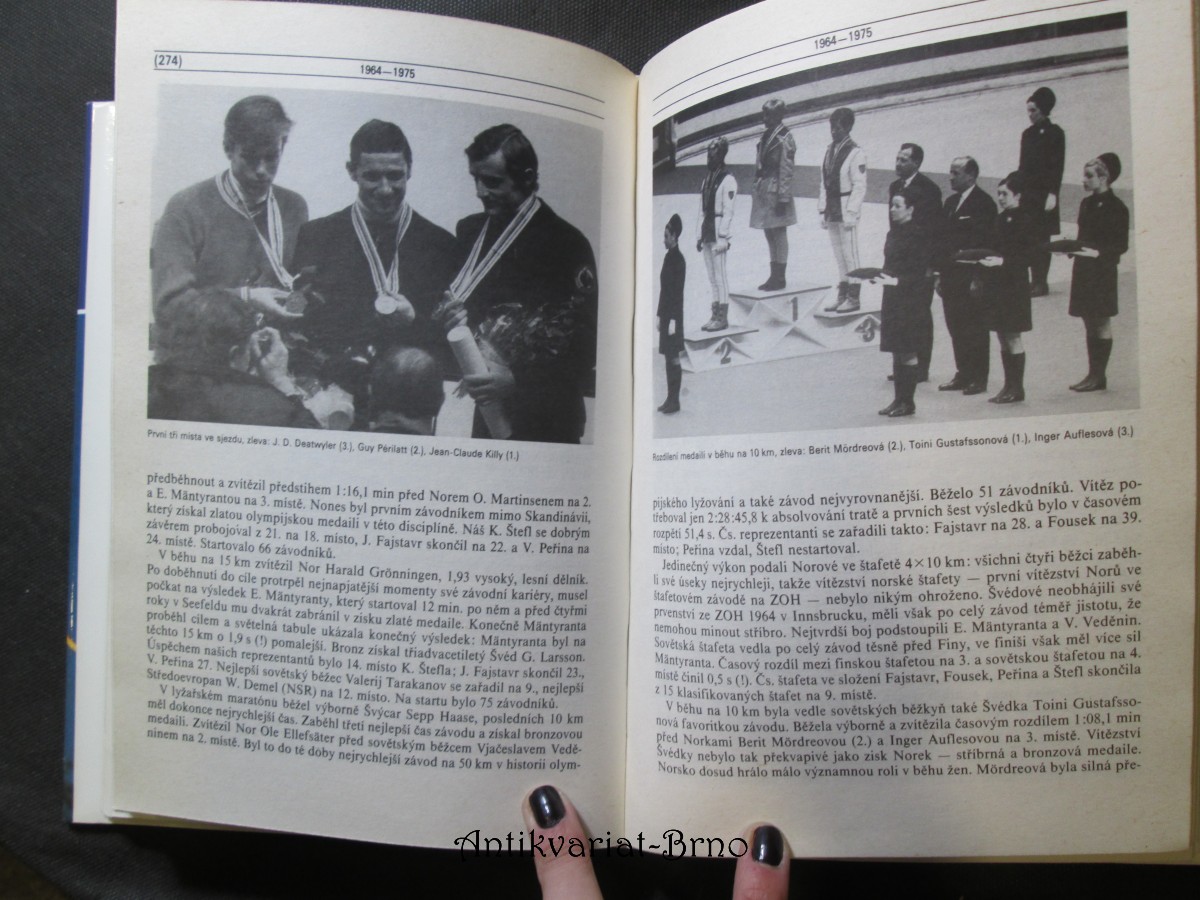 (274)
1964—1975
První tři místa ve sjezdu, zleva: J. D. Deatwyler (3.), Guy Périlatt (2.), Jean-Claude Killy (1.)
předběhnout a zvítězil předstihem 1:16,1 min před Norem O. Martinsenem na 2.
a E. Mäntyrantou na 3. místě. Nones byl prvním závodníkem mimo Skandinávii,
který získal zlatou olympijskou medaili v této disciplíně. Náš K. Štefl se dobrým
závěrem probojoval z 21. na 18. místo, J. Fajstavr skončil na 22. a V. Peřina na
24. místě. Startovalo 66 závodníků.
V běhu na 15 km zvítězil Nor Harald Grönningen, 1,93 vysoký, lesní dělník.
Po doběhnutí do cíle protrpěl nejnapjatější momenty své závodní kariéry, musel
počkat na výsledek E. Mäntyranty, který startoval 12 min. po něm a před čtyřmi
roky v Seefeldu mu dvakrát zabránil v zisku zlaté medaile. Konečně Mäntyranta
proběhl cílem a světelná tabule ukázala konečný výsledek: Mäntyranta byl na
těchto 15 km o 1,9 s (!) pomalejší. Bronz získal třiadvacetiletý Švéd G. Larsson.
Úspěchem našich reprezentantů bylo 14. místo K. Štefla; J. Fajstavr skončil 23.,
V. Peřina 27. Nejlepší sovětský běžec Valerij Tarakanov se zařadil na 9., nejlepší
Středoevropan W. Demel (NSR) na 12. místo. Na startu bylo 75 závodníků.
V lyžařském maratónu běžel výborně Švýcar Sepp Haase, posledních 10 km
měl dokonce nejrychlejší čas. Zaběhl třetí nejlepší čas závodu a získal bronzovou
medaili. Zvítězil Nor Ole Ellefsäter před sovětským běžcem Vjačeslavem Vedě-
ninem na 2. místě. Byl to do té doby nejrychlejší závod na 50 km v historii olym-
1964—1975
1
2
3
Rozdílení medailí v běhu na 10 km, zleva: Berit Mördreová (2.), Toini Gustafssonová (1.), Inger Auflesová (3.)
pijského lyžování a také závod nejvyrovnanější. Běželo 51 závodníků. Vítěz po-
třeboval jen 2:28:45,8 k absolvování tratě a prvních šest výsledků bylo v časovém
rozpětí 51,4 s. Čs. reprezentanti se zařadili takto: Fajstavr na 28. a Fousek na 39.
místo; Peřina vzdal, Štefl nestartoval.
Jedinečný výkon podali Norové ve štafetě 4×10 km: všichni čtyři běžci zaběh-
li své úseky nejrychleji, takže vítězství norské štafety — první vítězství Norů ve
štafetovém závodě na ZOH — nebylo nikým ohroženo. Švédové neobhájili své
prvenství ze ZOH 1964 v Innsbrucku, měli však po celý závod téměř jistotu, že
nemohou minout stříbro. Nejtvrdší boj podstoupili E. Mäntyranta a V. Veděnin.
Sovětská štafeta vedla po celý závod těsně před Finy, ve finiši však měl více sil
Mäntyranta. Časový rozdíl mezi finskou štafetou na 3. a sovětskou štafetou na 4.
místě činil 0,5 s (!). Čs. štafeta ve složení Fajstavr, Fousek, Peřina a Štefl skončila
z 15 klasifikovaných štafet na 9. místě.
V běhu na 10 km byla vedle sovětských běžkyň také Švédka Toini Gustafsso-
nová favoritkou závodu. Běžela výborně a zvítězila časovým rozdílem 1:08,1 min
před Norkami Berit Mördreovou (2.) a Inger Auflesovou na 3. místě. Vítězství
Švédky nebylo tak překvapivé jako zisk Norek — stříbrná a bronzová medaile.
Norsko dosud hrálo málo významnou roli v běhu žen. Mördreová byla silná pře-
Antikvariat-Brno